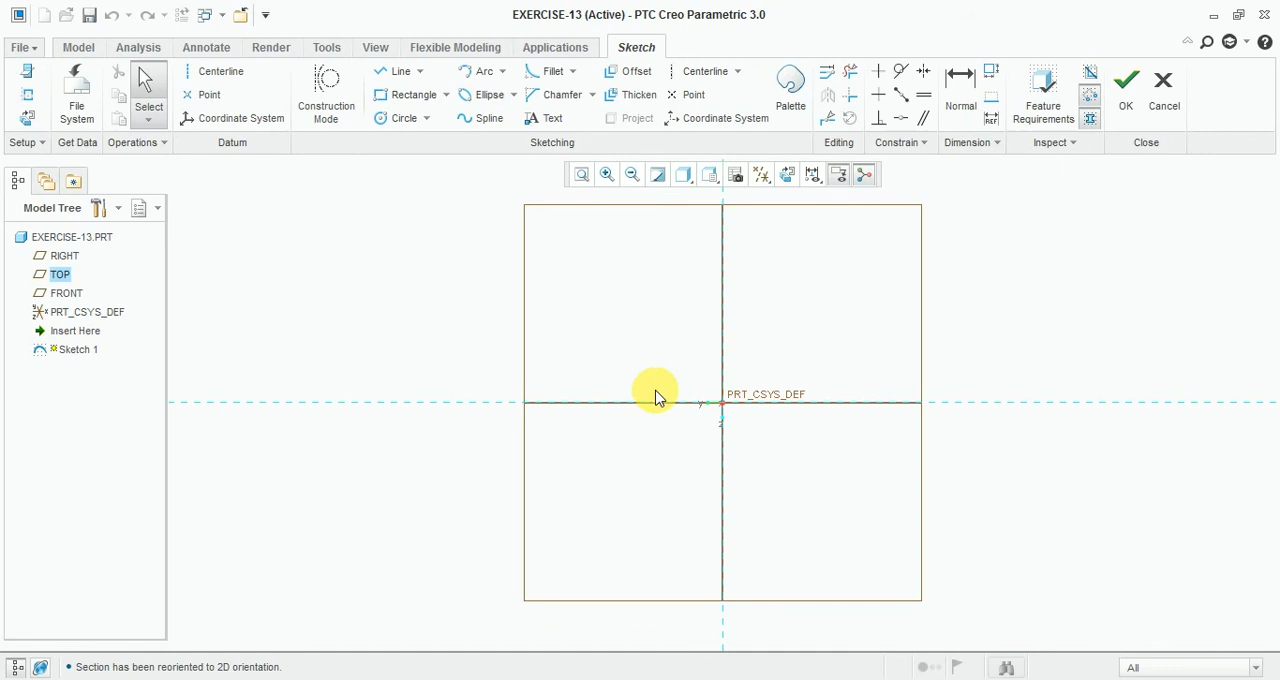 EXERCISE-13 (Active) - PTC Creo Parametric 3.0
File Model Analysis Annotate Render Tools View Flexible Modeling Applications Sketch
Centerline Line Arc Fillet Offset Centerline
Point Rectangle Ellipse Chamfer Thicken Point
Coordinate System Circle Spline Text Project Coordinate System
File System
Select
Construction Mode
Palette
Normal
Feature Requirements
OK
Cancel
Setup Get Data Operations Datum Sketching Editing Constrain Dimension Inspect Close
REF
Model Tree
EXERCISE-13.PRT
RIGHT
TOP
FRONT
PRT_CSYS_DEF
Insert Here
Sketch 1
PRT_CSYS_DEF
y
z
Section has been reoriented to 2D orientation.
All